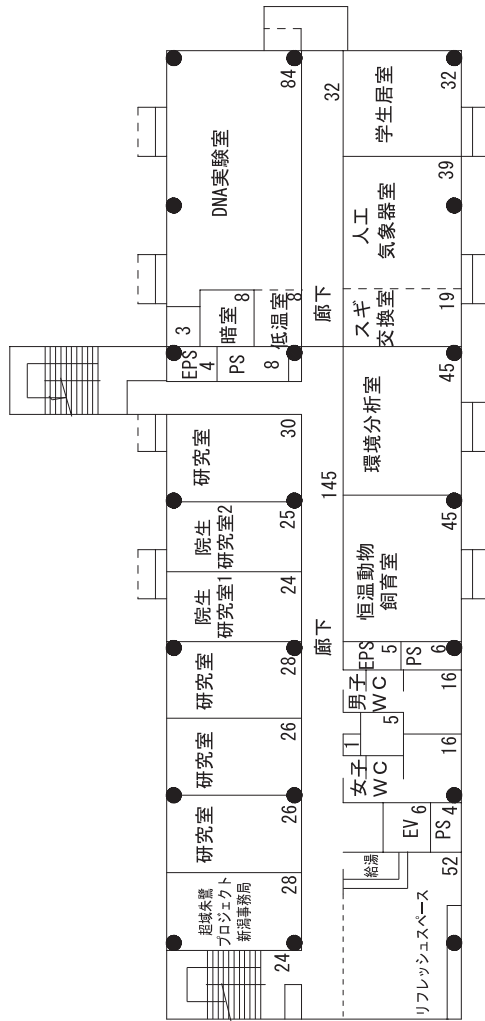 DNA実験室
84
3
暗室
8
低温室
8
EPS
4
PS
8
研究室
30
院生
研究室2
25
院生
研究室1
24
研究室
28
研究室
26
研究室
26
超域朱鷺
プロジェクト
新潟事務局
28
24
32
廊下
145
廊下
学生居室
32
人工
気象器室
39
スギ
交換室
19
環境分析室
45
恒温動物
飼育室
45
EPS
5
PS
6
男子
WC
16
1
5
女子
WC
16
EV
6
PS
4
給湯
52
リフレッシュスペース